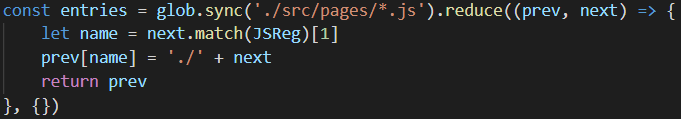 const entries = glob.sync('./src/pages/*.js').reduce((prev, next) => {
    let name = next.match(JSReg)[1]
    prev[name] = './' + next
    return prev
}, {})